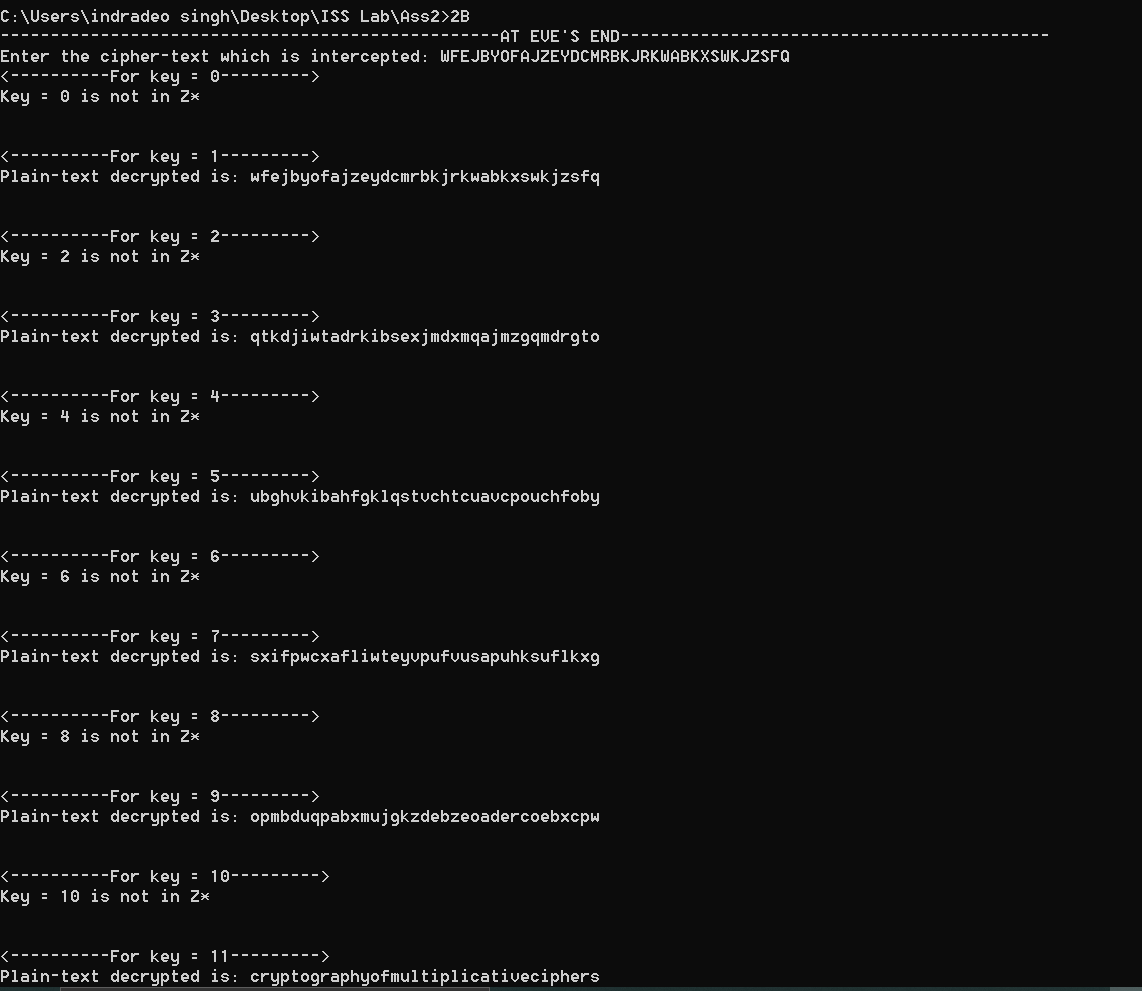 C:\Users\indradeo singh\Desktop\ISS Lab\Ass2>2B
--------------------------------------------------AT EVE'S END-------------------------------------------
Enter the cipher-text which is intercepted: WFEJBYOFAJZEYDCMRBKJRKWABKXSWKJZSFQ
<----------For key = 0--------->
Key = 0 is not in Z*
<----------For key = 1--------->
Plain-text decrypted is: wfejbyofajzeydcmrbkjrkwabkxswkjzsfq
<----------For key = 2--------->
Key = 2 is not in Z*
<----------For key = 3--------->
Plain-text decrypted is: qtkdjiwtadrkibsexjmdxmqajmzgqmdrgto
<----------For key = 4--------->
Key = 4 is not in Z*
<----------For key = 5--------->
Plain-text decrypted is: ubghvkibahfgklqstvchtcuavcpouchfoby
<----------For key = 6--------->
Key = 6 is not in Z*
<----------For key = 7--------->
Plain-text decrypted is: sxifpwcxafliwteyvpufvusapuhksuflkxg
<----------For key = 8--------->
Key = 8 is not in Z*
<----------For key = 9--------->
Plain-text decrypted is: opmbduqpabxmujgkzdebzeoadercoebxcpw
<----------For key = 10--------->
Key = 10 is not in Z*
<----------For key = 11--------->
Plain-text decrypted is: cryptographyofmultiplicativeciphers